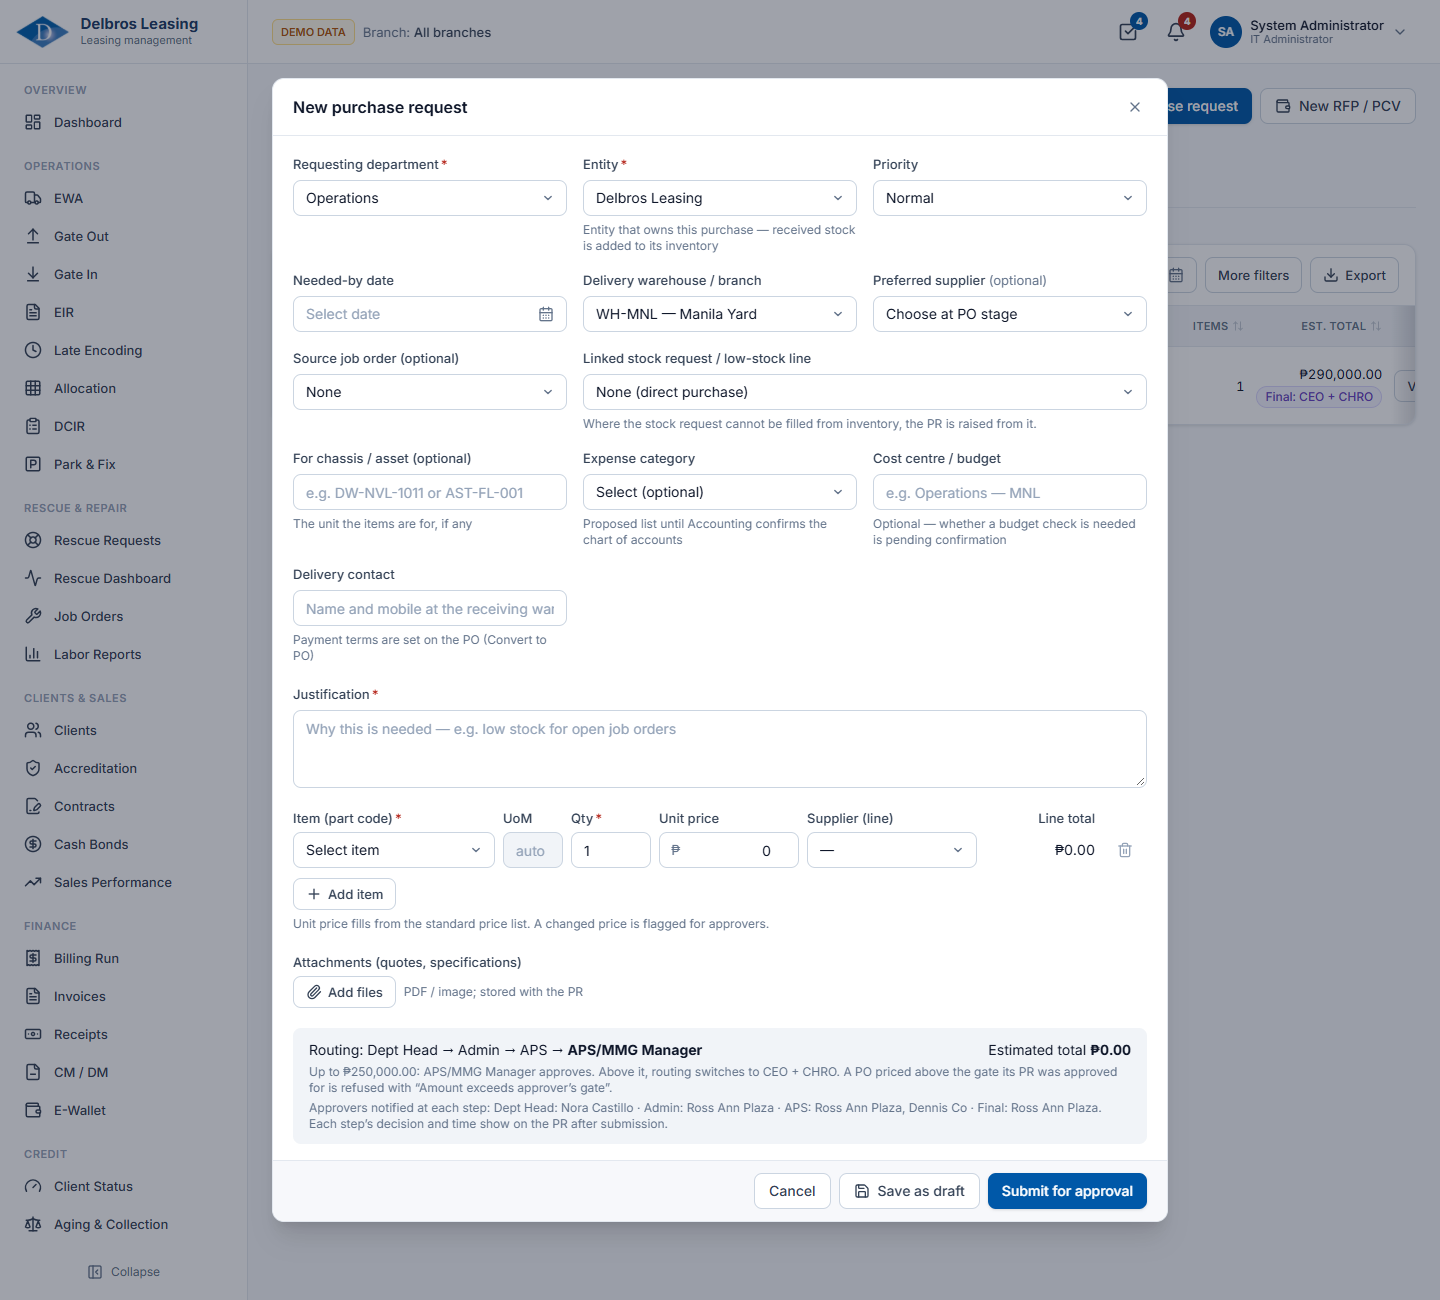 Delbros Leasing
Leasing management
DEMO DATA
Branch: All branches
4
4
SA
System Administrator
IT Administrator
OVERVIEW
Dashboard
OPERATIONS
EWA
Gate Out
Gate In
EIR
Late Encoding
Allocation
DCIR
Park & Fix
RESCUE & REPAIR
Rescue Requests
Rescue Dashboard
Job Orders
Labor Reports
CLIENTS & SALES
Clients
Accreditation
Contracts
Cash Bonds
Sales Performance
FINANCE
Billing Run
Invoices
Receipts
CM / DM
E-Wallet
CREDIT
Client Status
Aging & Collection
Collapse
se request
New RFP / PCV
More filters
Export
ITEMS
EST. TOTAL
1
₱290,000.00
Final: CEO + CHRO
V
New purchase request
Requesting department *
Entity *
Priority
Operations
Delbros Leasing
Normal
Entity that owns this purchase — received stock
is added to its inventory
Needed-by date
Delivery warehouse / branch
Preferred supplier (optional)
Select date
WH-MNL — Manila Yard
Choose at PO stage
Source job order (optional)
Linked stock request / low-stock line
None
None (direct purchase)
Where the stock request cannot be filled from inventory, the PR is raised from it.
For chassis / asset (optional)
Expense category
Cost centre / budget
e.g. DW-NVL-1011 or AST-FL-001
Select (optional)
e.g. Operations — MNL
The unit the items are for, if any
Proposed list until Accounting confirms the
chart of accounts
Optional — whether a budget check is needed
is pending confirmation
Delivery contact
Name and mobile at the receiving war
Payment terms are set on the PO (Convert to
PO)
Justification *
Why this is needed — e.g. low stock for open job orders
Item (part code) *
UoM
Qty *
Unit price
Supplier (line)
Line total
Select item
auto
1
₱ 0
—
₱0.00
Add item
Unit price fills from the standard price list. A changed price is flagged for approvers.
Attachments (quotes, specifications)
Add files
PDF / image; stored with the PR
Routing: Dept Head → Admin → APS → APS/MMG Manager
Estimated total ₱0.00
Up to ₱250,000.00: APS/MMG Manager approves. Above it, routing switches to CEO + CHRO. A PO priced above the gate its PR was approved
for is refused with “Amount exceeds approver’s gate”.
Approvers notified at each step: Dept Head: Nora Castillo · Admin: Ross Ann Plaza · APS: Ross Ann Plaza, Dennis Co · Final: Ross Ann Plaza.
Each step’s decision and time show on the PR after submission.
Cancel
Save as draft
Submit for approval